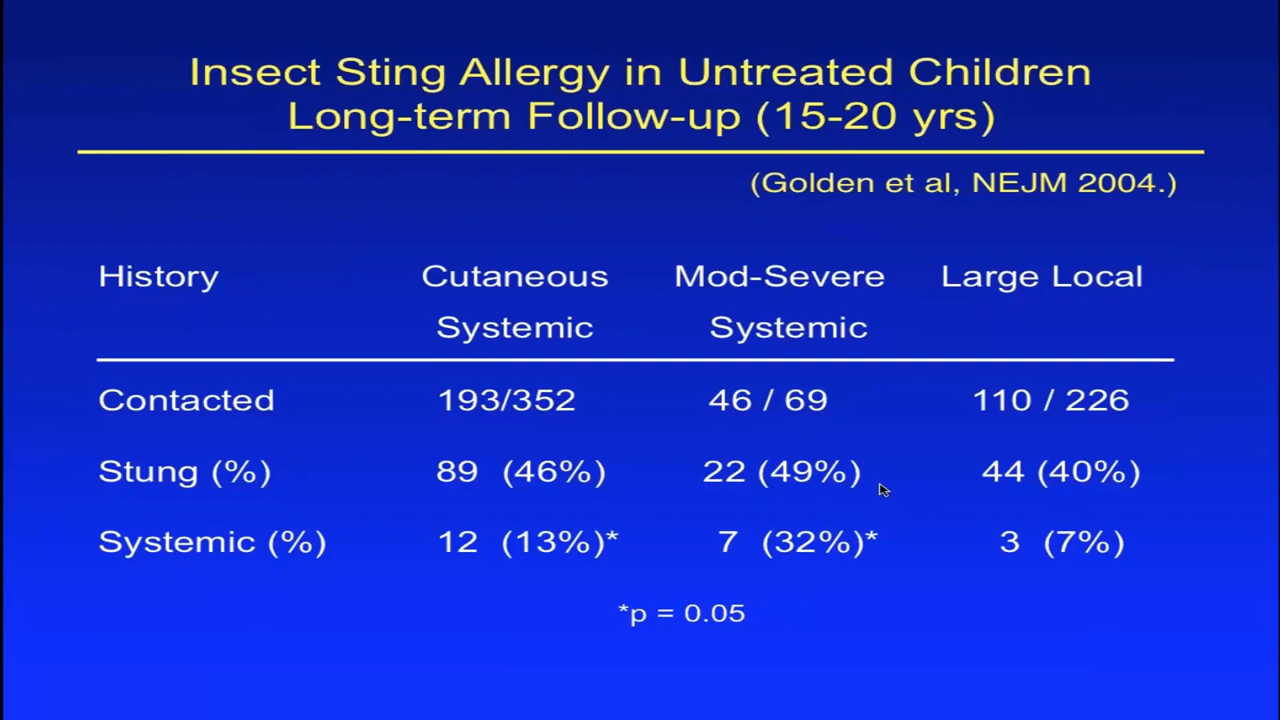 Insect Sting Allergy in Untreated Children
Long-term Follow-up (15-20 yrs)
(Golden et al, NEJM 2004.)
History Cutaneous Systemic Mod-Severe Systemic Large Local
Contacted 193/352 46 / 69 110 / 226
Stung (%) 89 (46%) 22 (49%) 44 (40%)
Systemic (%) 12 (13%)* 7 (32%)* 3 (7%)
*p = 0.05